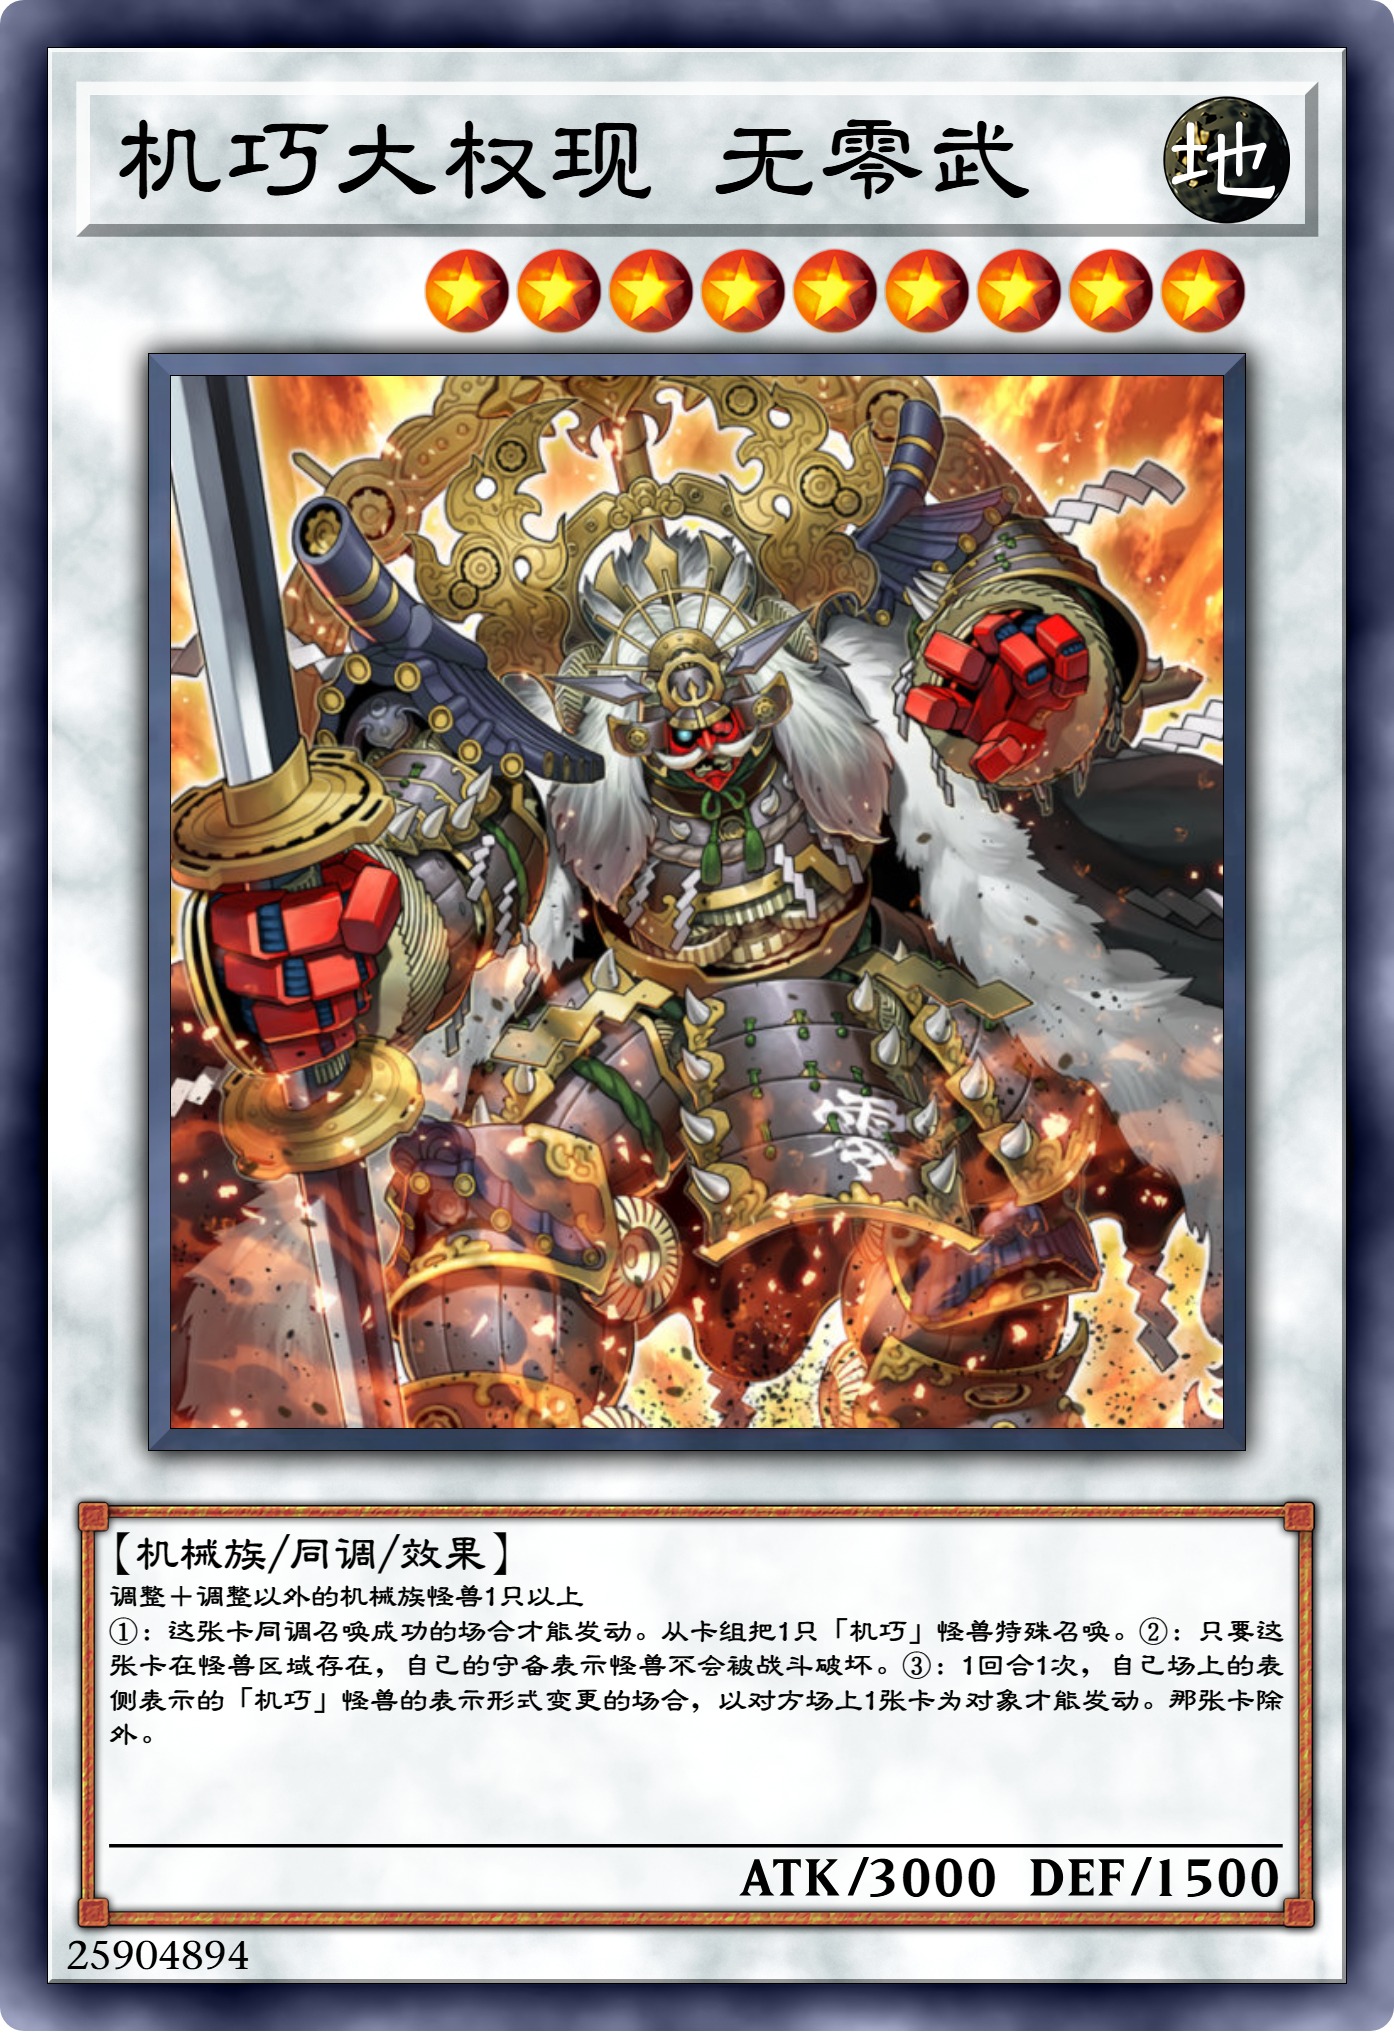 机巧大权现 无零武
地
零
【机械族/同调/效果】
调整＋调整以外的机械族怪兽1只以上
①：这张卡同调召唤成功的场合才能发动。从卡组把1只「机巧」怪兽特殊召唤。②：只要这
张卡在怪兽区域存在，自己的守备表示怪兽不会被战斗破坏。③：1回合1次，自己场上的表
侧表示的「机巧」怪兽的表示形式变更的场合，以对方场上1张卡为对象才能发动。那张卡除
外。
ATK/3000 DEF/1500
25904894